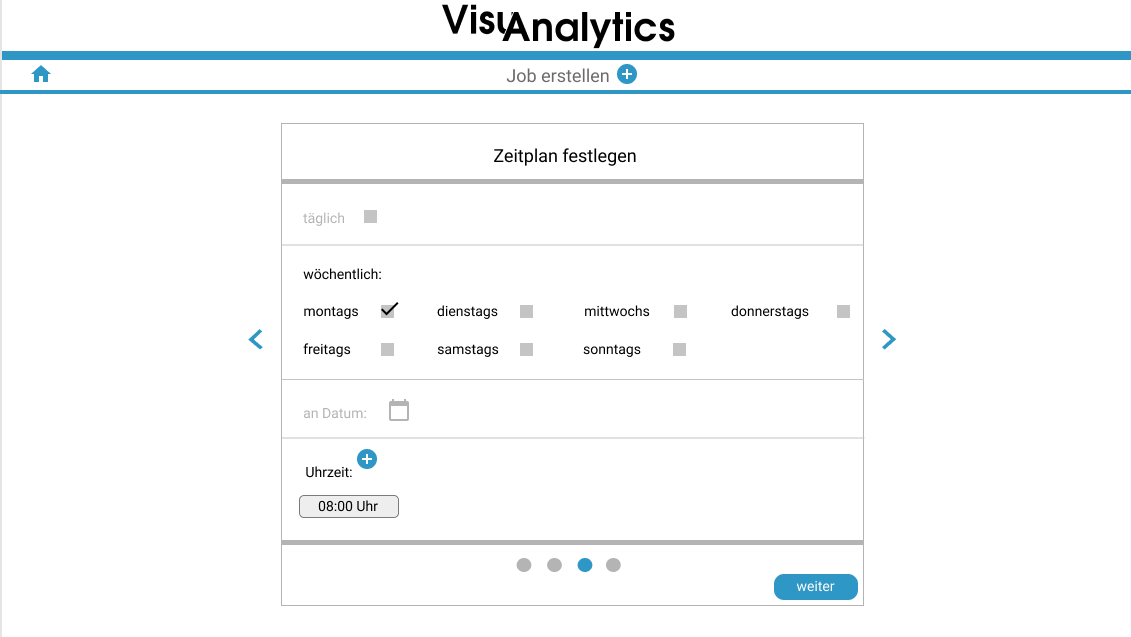 VisuAnalytics
Job erstellen
Zeitplan festlegen
täglich
wöchentlich:
montags dienstags mittwochs donnerstags
freitags samstags sonntags
an Datum:
Uhrzeit:
08:00 Uhr
weiter